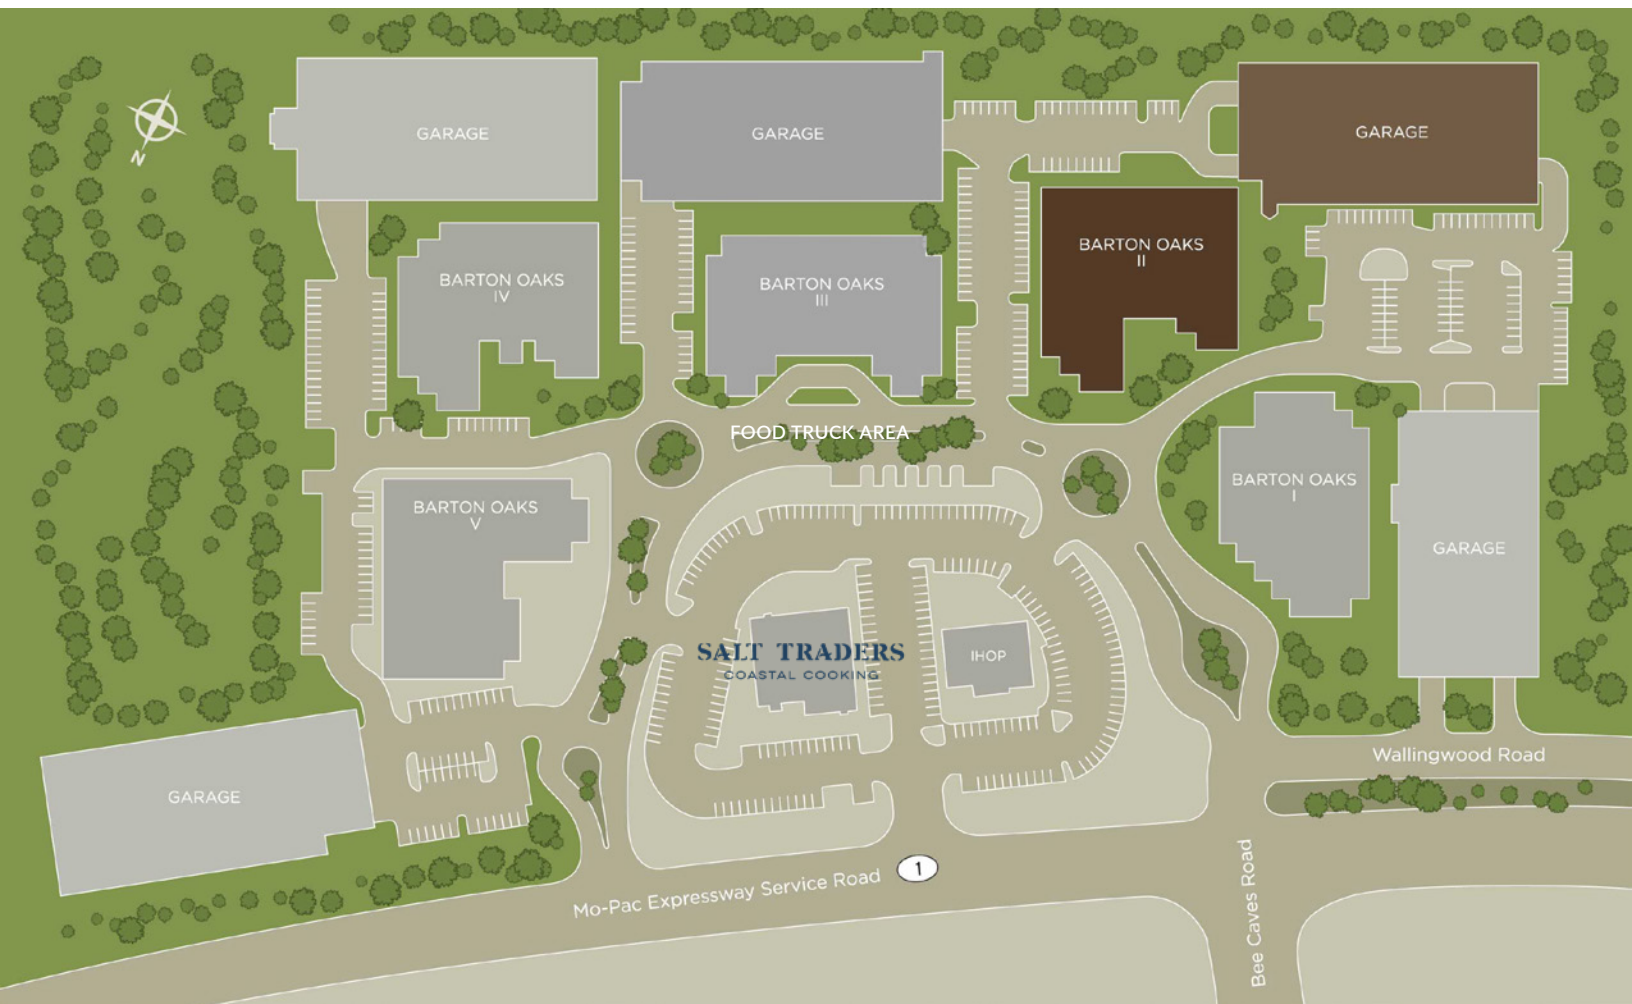 GARAGE
GARAGE
GARAGE
N
BARTON OAKS
II
BARTON OAKS
IV
BARTON OAKS
III
FOOD TRUCK AREA
BARTON OAKS
I
BARTON OAKS
V
GARAGE
SALT TRADERS
COASTAL COOKING
IHOP
Wallingwood Road
GARAGE
Mo-Pac Expressway Service Road
1
Bee Caves Road